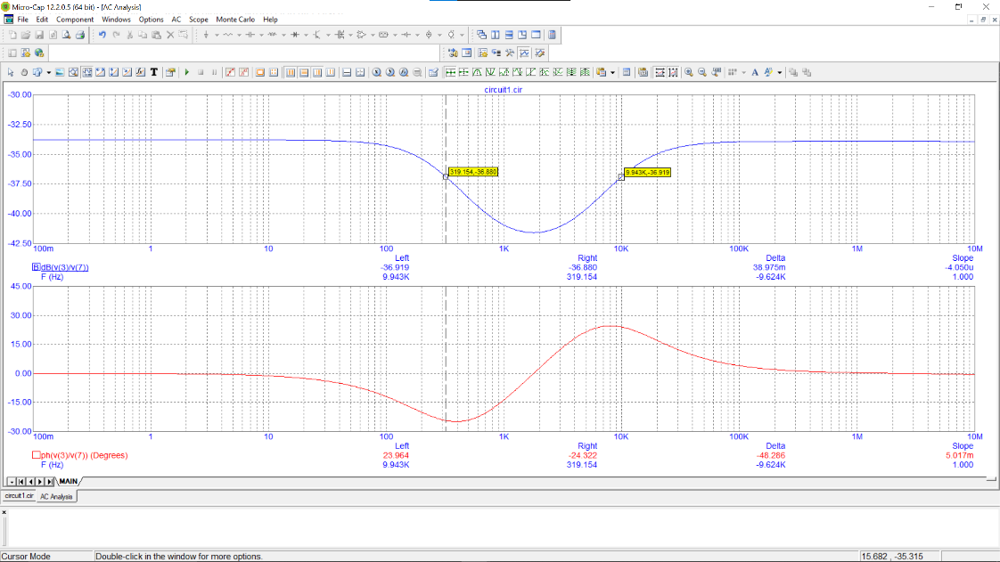 Micro-Cap 12.2.0.5 (64 bit) - [AC Analysis]
File Edit Component Windows Options AC Scope Monte Carlo Help
circuit1.cir
-30.00
-32.50
-35.00
319.154,-36.880
9.943K,-36.919
-37.50
-40.00
-42.50
100m 1 10 100 1K 10K 100K 1M 10M
Left Right Delta Slope
dB(v(3)/v(7)) -36.919 -36.880 38.975m -4.050u
F (Hz) 9.943K 319.154 -9.624K 1.000
45.00
30.00
15.00
0.00
-15.00
-30.00
100m 1 10 100 1K 10K 100K 1M 10M
Left Right Delta Slope
ph(v(3)/v(7)) (Degrees) 23.964 -24.322 -48.286 5.017m
F (Hz) 9.943K 319.154 -9.624K 1.000
MAIN
circuit1.cir AC Analysis
Cursor Mode Double-click in the window for more options. 15.682 , -35.315